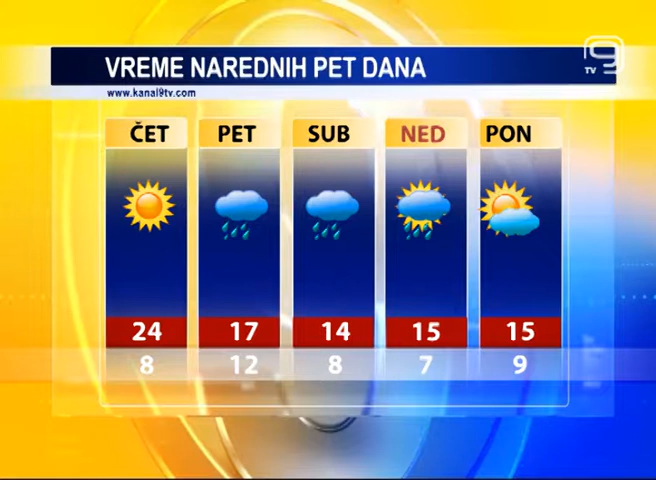 VREME NAREDNIH PET DANA
9
TV
www.kanal9tv.com
ČET PET SUB NED PON
24 17 14 15 15
8 12 8 7 9